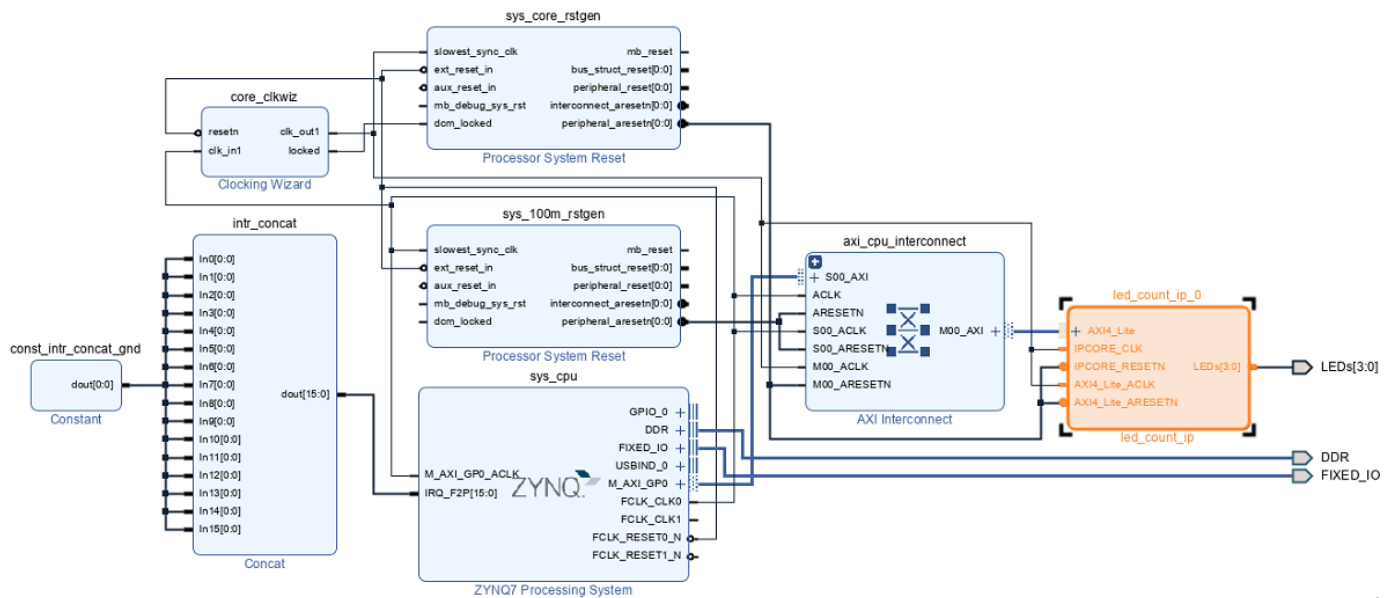 sys_core_rstgen
slowest_sync_clk
ext_reset_in
aux_reset_in
mb_debug_sys_rst
dcm_locked
mb_reset
bus_struct_reset[0:0]
peripheral_reset[0:0]
interconnect_aresetn[0:0]
peripheral_aresetn[0:0]
Processor System Reset
core_clkwiz
resetn
clk_in1
clk_out1
locked
Clocking Wizard
intr_concat
In0[0:0]
In1[0:0]
In2[0:0]
In3[0:0]
In4[0:0]
In5[0:0]
In6[0:0]
In7[0:0]
In8[0:0]
In9[0:0]
In10[0:0]
In11[0:0]
In12[0:0]
In13[0:0]
In14[0:0]
In15[0:0]
dout[15:0]
Concat
const_intr_concat_gnd
dout[0:0]
Constant
sys_100m_rstgen
slowest_sync_clk
ext_reset_in
aux_reset_in
mb_debug_sys_rst
dcm_locked
mb_reset
bus_struct_reset[0:0]
peripheral_reset[0:0]
interconnect_aresetn[0:0]
peripheral_aresetn[0:0]
Processor System Reset
sys_cpu
M_AXI_GP0_ACLK
IRQ_F2P[15:0]
ZYNQ
GPIO_0
DDR
FIXED_IO
USBIND_0
M_AXI_GP0
FCLK_CLK0
FCLK_CLK1
FCLK_RESET0_N
FCLK_RESET1_N
ZYNQ7 Processing System
axi_cpu_interconnect
S00_AXI
ACLK
ARESETN
S00_ACLK
S00_ARESETN
M00_ACLK
M00_ARESETN
M00_AXI
AXI Interconnect
led_count_ip_0
AXI4_Lite
IPCORE_CLK
IPCORE_RESETN
AXI4_Lite_ACLK
AXI4_Lite_ARESETN
LEDs[3:0]
led_count_ip
LEDs[3:0]
DDR
FIXED_IO